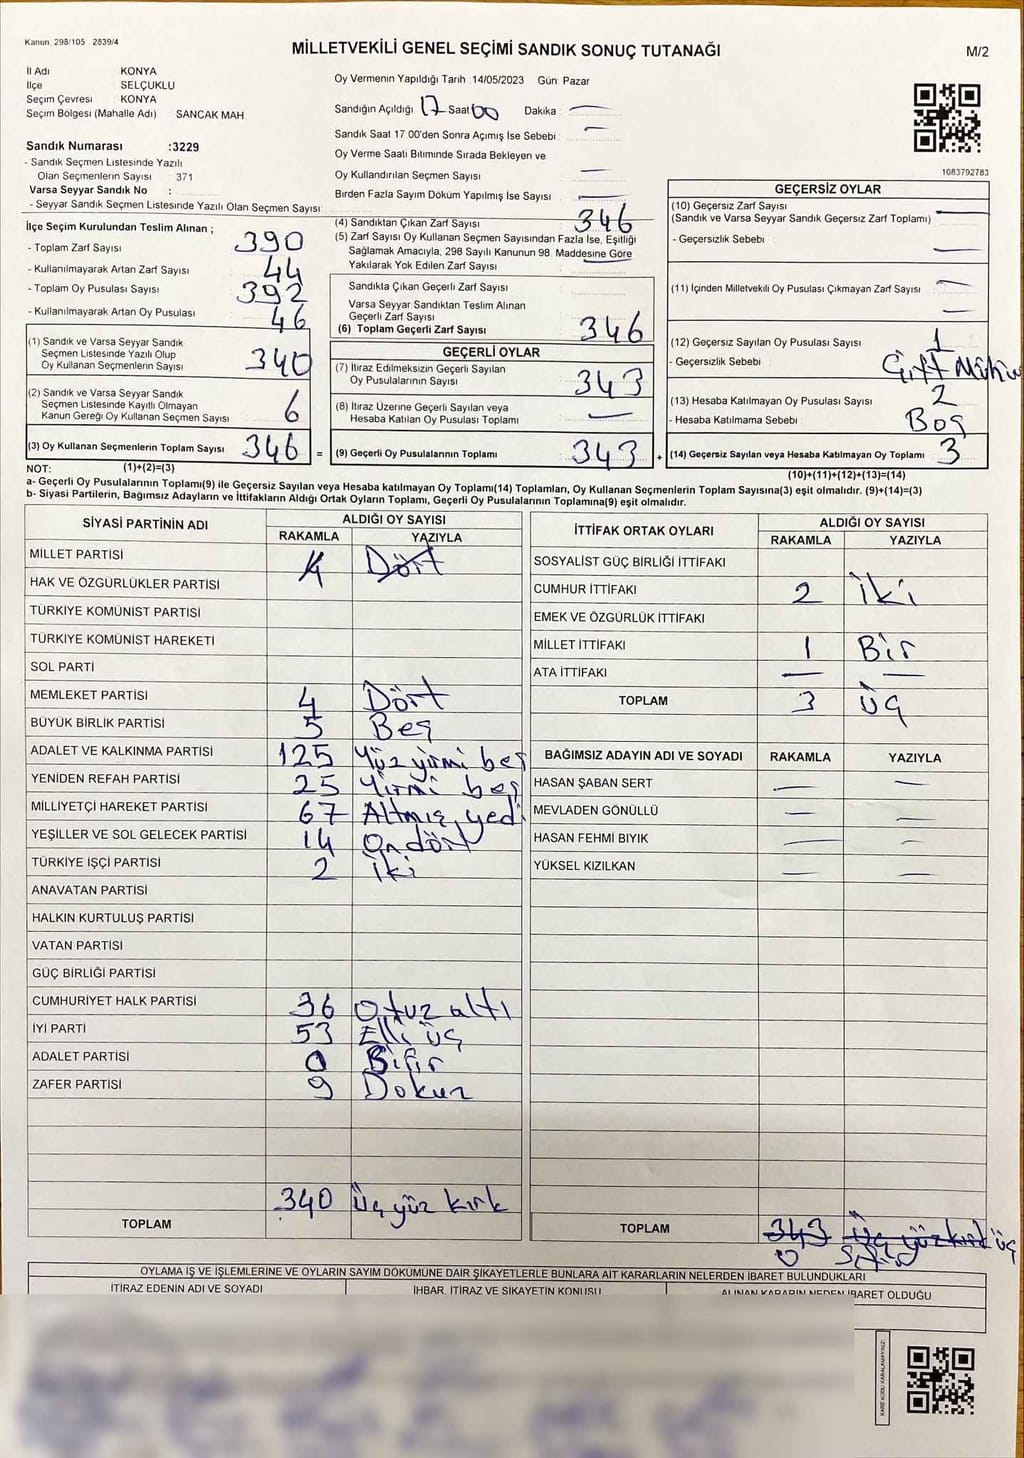 Kanun: 298/105 2839/4
MİLLETVEKİLİ GENEL SEÇİMİ SANDIK SONUÇ TUTANAĞI
M/2
İl Adı KONYA
İlçe SELÇUKLU
Seçim Çevresi KONYA
Seçim Bölgesi (Mahalle Adı) SANCAK MAH
Sandık Numarası :3229
- Sandık Seçmen Listesinde Yazılı
Olan Seçmenlerin Sayısı : 371
Varsa Seyyar Sandık No :
- Seyyar Sandık Seçmen Listesinde Yazılı Olan Seçmen Sayısı:
İlçe Seçim Kurulundan Teslim Alınan ;
- Toplam Zarf Sayısı 390
- Kullanılmayarak Artan Zarf Sayısı 44
- Toplam Oy Pusulası Sayısı 392
- Kullanılmayarak Artan Oy Pusulası 46
(1) Sandık ve Varsa Seyyar Sandık
Seçmen Listesinde Yazılı Olup
Oy Kullanan Seçmenlerin Sayısı 340
(2) Sandık ve Varsa Seyyar Sandık
Seçmen Listesinde Kayıtlı Olmayan
Kanun Gereği Oy Kullanan Seçmen Sayısı 6
(3) Oy Kullanan Seçmenlerin Toplam Sayısı 346 =
(1)+(2)=(3)
Oy Vermenin Yapıldığı Tarih :14/05/2023 Gün: Pazar
Sandığın Açıldığı 17 Saat 00 Dakika : —
Sandık Saat 17 00'den Sonra Açımış İse Sebebi : —
Oy Verme Saati Bitiminde Sırada Bekleyen ve
Oy Kullandırılan Seçmen Sayısı : —
Birden Fazla Sayım Döküm Yapılmış İse Sayısı : —
(4) Sandıktan Çıkan Zarf Sayısı 346
(5) Zarf Sayısı Oy Kullanan Seçmen Sayısından Fazla İse, Eşitliği
Sağlamak Amacıyla, 298 Sayılı Kanunun 98. Maddesine Göre
Yakılarak Yok Edilen Zarf Sayısı —
Sandıkta Çıkan Geçerli Zarf Sayısı
Varsa Seyyar Sandıktan Teslim Alınan
Geçerli Zarf Sayısı
(6) Toplam Geçerli Zarf Sayısı 346
GEÇERLİ OYLAR
(7) İtiraz Edilmeksizin Geçerli Sayılan
Oy Pusulalarının Sayısı 343
(8) İtiraz Üzerine Geçerli Sayılan veya
Hesaba Katılan Oy Pusulası Toplamı —
(9) Geçerli Oy Pusulalarının Toplamı 343 +
1083792783
GEÇERSİZ OYLAR
(10) Geçersiz Zarf Sayısı —
(Sandık ve Varsa Seyyar Sandık Geçersiz Zarf Toplamı)
- Geçersizlik Sebebi : —
(11) İçinden Milletvekili Oy Pusulası Çıkmayan Zarf Sayısı —
—
(12) Geçersiz Sayılan Oy Pusulası Sayısı 1
- Geçersizlik Sebebi : Çift
(13) Hesaba Katılmayan Oy Pusulası Sayısı 2
- Hesaba Katılmama Sebebi : Boş
(14) Geçersiz Sayılan veya Hesaba Katılmayan Oy Toplamı 3
(10)+(11)+(12)+(13)=(14)
NOT:
a- Geçerli Oy Pusulalarının Toplamı(9) ile Geçersiz Sayılan veya Hesaba katılmayan Oy Toplamı(14) Toplamları, Oy Kullanan Seçmenlerin Toplam Sayısına(3) eşit olmalıdır. (9)+(14)=(3)
b- Siyasi Partilerin, Bağımsız Adayların ve İttifakların Aldığı Ortak Oyların Toplamı, Geçerli Oy Pusulalarının Toplamına(9) eşit olmalıdır.
SİYASİ PARTİNİN ADI ALDIĞI OY SAYISI
RAKAMLA YAZIYLA
MİLLET PARTİSİ 4 Dört
HAK VE ÖZGÜRLÜKLER PARTİSİ
TÜRKİYE KOMÜNİST PARTİSİ
TÜRKİYE KOMÜNİST HAREKETİ
SOL PARTİ
MEMLEKET PARTİSİ 4 Dört
BÜYÜK BİRLİK PARTİSİ 5 Beş
ADALET VE KALKINMA PARTİSİ 125 Yüz yirmi beş
YENİDEN REFAH PARTİSİ 25 Yirmi beş
MİLLİYETÇİ HAREKET PARTİSİ 67 Altmış yedi
YEŞİLLER VE SOL GELECEK PARTİSİ 14 On dört
TÜRKİYE İŞÇİ PARTİSİ 2 İki
ANAVATAN PARTİSİ
HALKIN KURTULUŞ PARTİSİ
VATAN PARTİSİ
GÜÇ BİRLİĞİ PARTİSİ
CUMHURİYET HALK PARTİSİ 36 Otuz altı
İYİ PARTİ 53 Elli üç
ADALET PARTİSİ 0
ZAFER PARTİSİ 9 Dokuz
TOPLAM 340 Üç yüz kırk
İTTİFAK ORTAK OYLARI ALDIĞI OY SAYISI
RAKAMLA YAZIYLA
SOSYALİST GÜÇ BİRLİĞİ İTTİFAKI
CUMHUR İTTİFAKI 2 İki
EMEK VE ÖZGÜRLÜK İTTİFAKI
MİLLET İTTİFAKI 1 Bir
ATA İTTİFAKI — —
TOPLAM 3 üç
BAĞIMSIZ ADAYIN ADI VE SOYADI RAKAMLA YAZIYLA
HASAN ŞABAN SERT — —
MEVLADEN GÖNÜLLÜ — —
HASAN FEHMİ BIYIK — —
YÜKSEL KIZILKAN — —
TOPLAM 343 Üç yüz kırk üç
0 Sıfır
OYLAMA İŞ VE İŞLEMLERİNE VE OYLARIN SAYIM DÖKÜMÜNE DAİR ŞİKAYETLERLE BUNLARA AİT KARARLARIN NELERDEN İBARET BULUNDUKLARI
İTİRAZ EDENİN ADI VE SOYADI İHBAR, İTİRAZ VE ŞİKAYETİN KONUSU ALINAN KARARIN NEDEN İBARET OLDUĞU